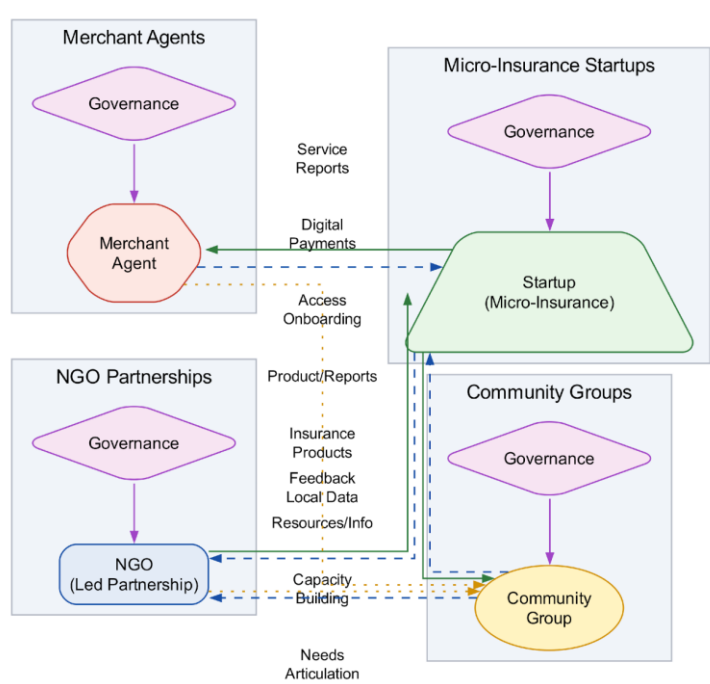 Merchant Agents
Governance
Merchant
Agent
Micro-Insurance Startups
Governance
Startup
(Micro-Insurance)
Service
Reports
Digital
Payments
Access
Onboarding
Product/Reports
Insurance
Products
Feedback
Local Data
Resources/Info
Capacity
Building
Needs
Articulation
NGO Partnerships
Governance
NGO
(Led Partnership)
Community Groups
Governance
Community
Group